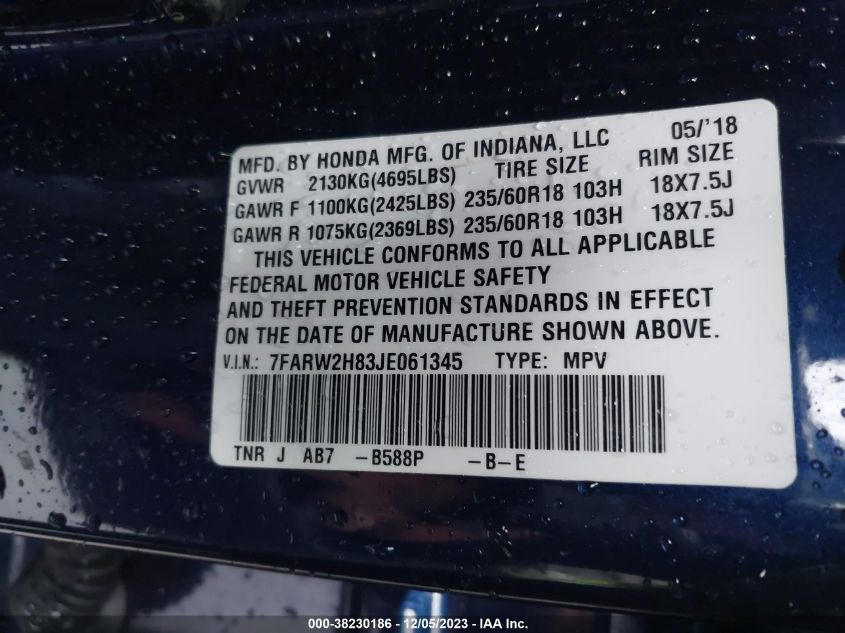 MFD. BY HONDA MFG. OF INDIANA, LLC 05/'18
GVWR 2130KG(4695LBS) TIRE SIZE RIM SIZE
GAWR F 1100KG(2425LBS) 235/60R18 103H 18X7.5J
GAWR R 1075KG(2369LBS) 235/60R18 103H 18X7.5J
THIS VEHICLE CONFORMS TO ALL APPLICABLE
FEDERAL MOTOR VEHICLE SAFETY
AND THEFT PREVENTION STANDARDS IN EFFECT
ON THE DATE OF MANUFACTURE SHOWN ABOVE.
V.I.N.: 7FARW2H83JE061345 TYPE: MPV
TNR J AB7 -B588P -B-E
000-38230186 - 12/05/2023 - IAA Inc.